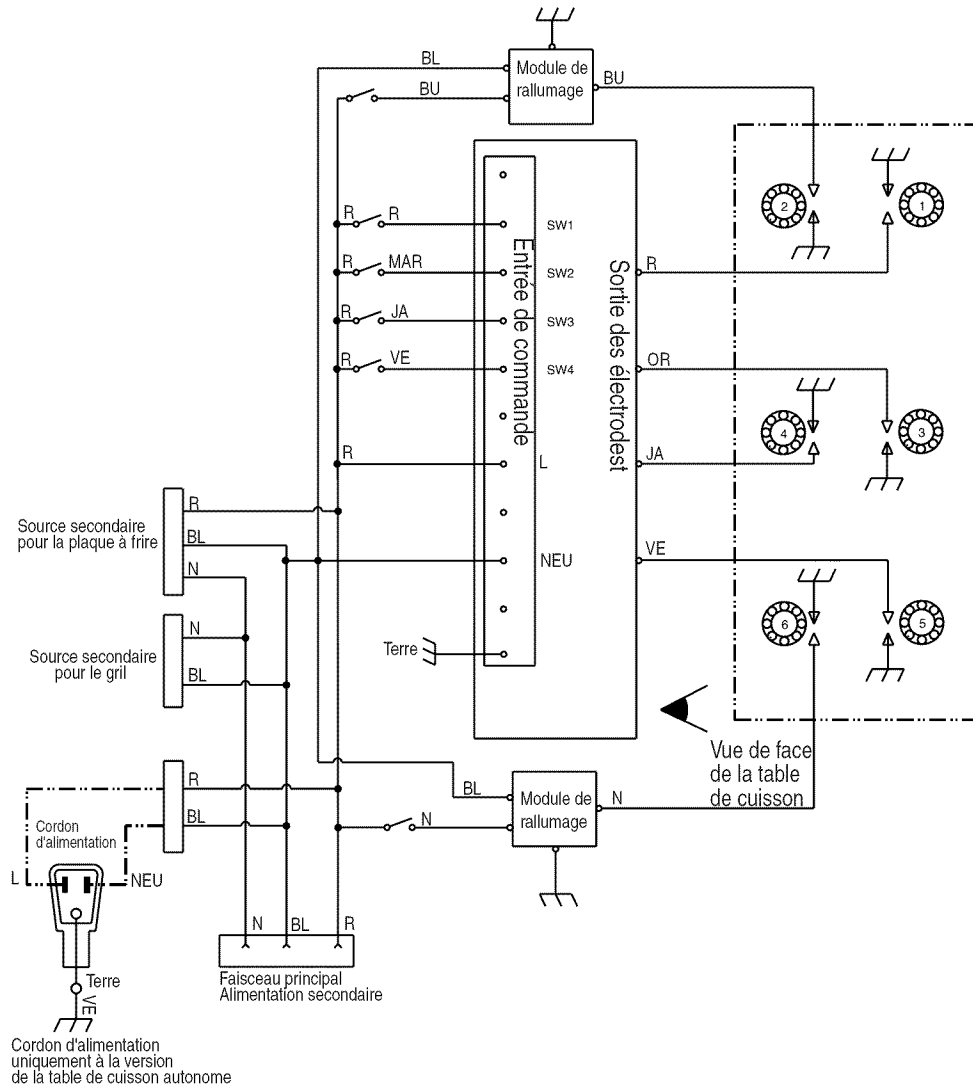 BL
Module de
rallumage
BU
BU
2
1
R
R
SW1
R
MAR
SW2
R
R
JA
SW3
R
VE
SW4
Entrée de commande
Sortie des électrodest
OR
4
3
R
L
JA
Source secondaire
pour la plaque à frire
R
BL
N
NEU
VE
6
5
Source secondaire
pour le gril
N
BL
Terre
Vue de face
de la table
de cuisson
R
BL
BL
Module de
rallumage
N
N
Cordon
d'alimentation
L
NEU
N
BL
R
Faisceau principal
Alimentation secondaire
Terre
VE
Cordon d'alimentation
uniquement à la version
de la table de cuisson autonome